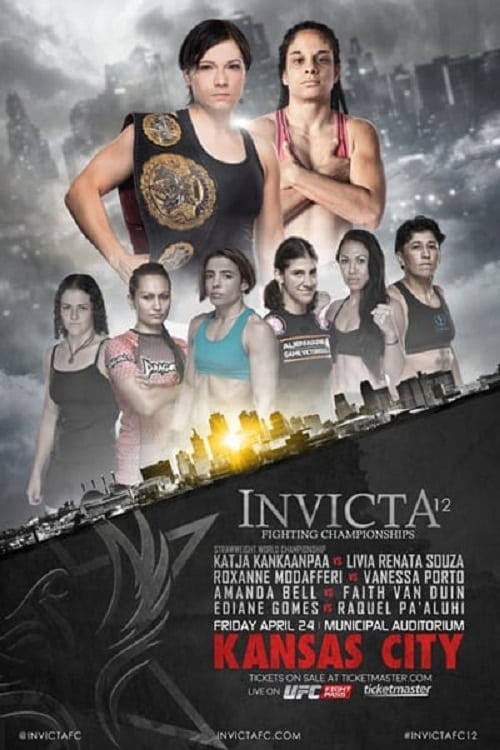 INVICTA 12
FIGHTING CHAMPIONSHIPS
STRAWWEIGHT WORLD CHAMPIONSHIP
KATJA KANKAANPAA VS LIVIA RENATA SOUZA
ROXANNE MODAFFERI VS VANESSA PORTO
AMANDA BELL VS FAITH VAN DUIN
EDIANE GOMES VS RAQUEL PA'ALUHI
FRIDAY APRIL 24 | MUNICIPAL AUDITORIUM
KANSAS CITY
TICKETS ON SALE AT TICKETMASTER.COM
LIVE ON UFC FIGHT PASS ticketmaster
@INVICTAFC INVICTAFC.COM #INVICTAFC12